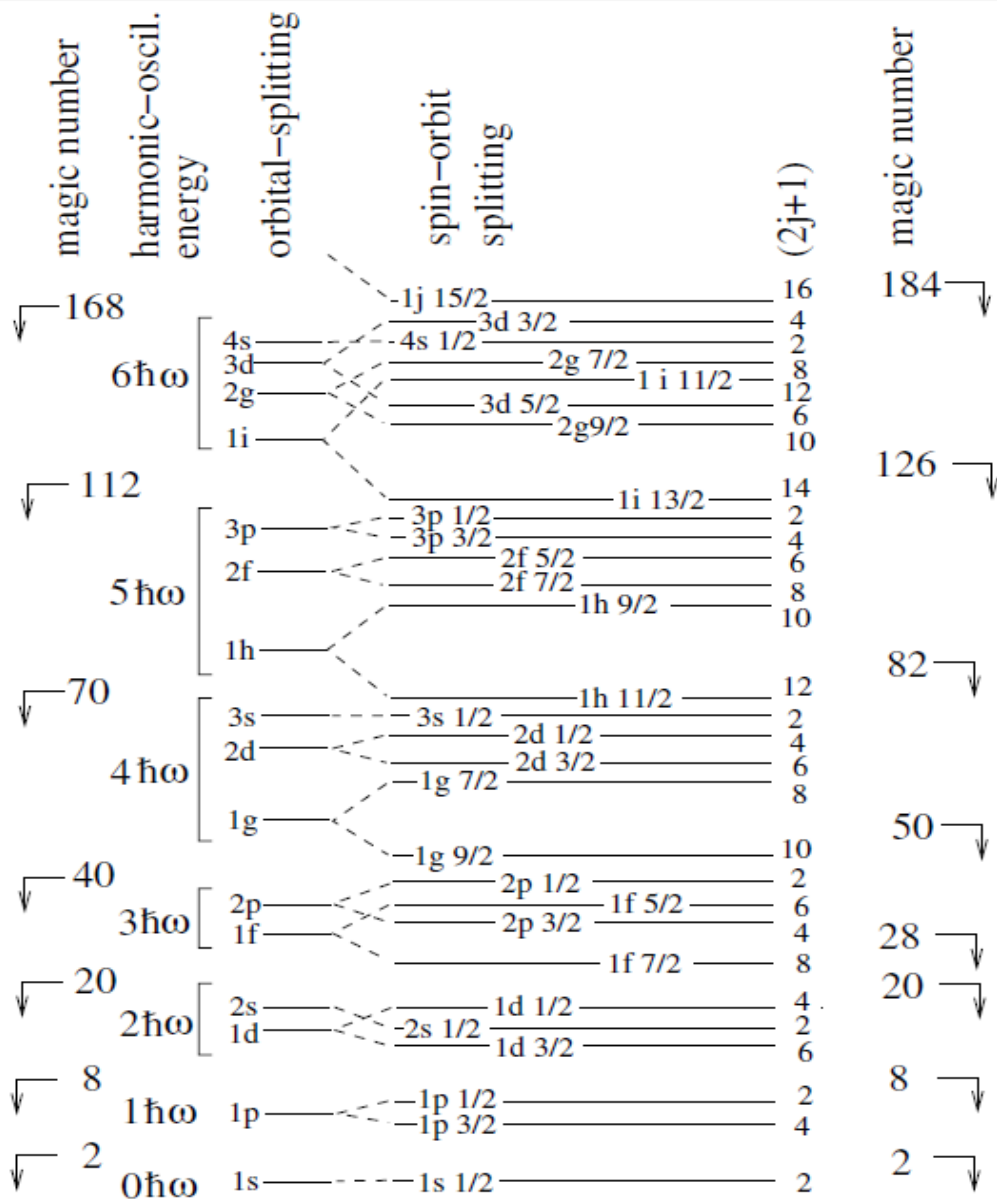 magic number
harmonic–oscil.
energy
orbital–splitting
spin–orbit
splitting
(2j+1)
magic number
1j 15/2 16
168 184
3d 3/2 4
4s 4s 1/2 2
3d 2g 7/2 8
6ħω 1 i 11/2 12
2g 3d 5/2 6
2g9/2 10
1i
126
112 1i 13/2 14
3p 1/2 2
3p 3p 3/2 4
2f 2f 5/2 6
5ħω 2f 7/2 8
1h 9/2 10
1h
82
70 1h 11/2 12
3s 3s 1/2 2
2d 2d 1/2 4
4ħω 2d 3/2 6
1g 7/2 8
1g 50
1g 9/2 10
40 2p 1/2 2
2p 1f 5/2 6
3ħω 2p 3/2 4
1f 28
1f 7/2 8
20 20
2s 1d 1/2 4
2ħω 1d 2s 1/2 2
1d 3/2 6
8 8
1ħω 1p 1p 1/2 2
1p 3/2 4
2 2
0ħω 1s 1s 1/2 2